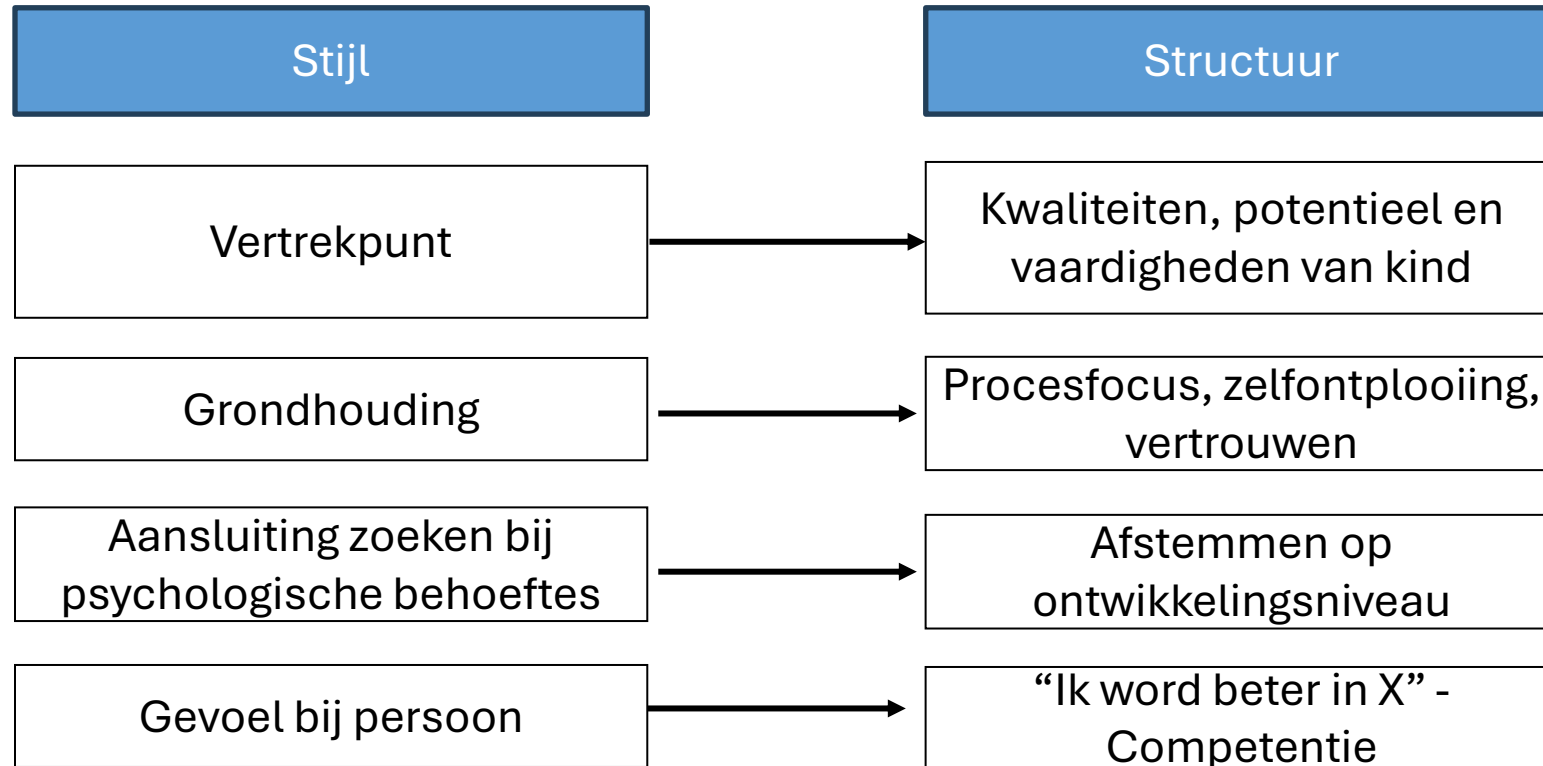 Stijl
Structuur
Vertrekpunt
Kwaliteiten, potentieel en
vaardigheden van kind
Grondhouding
Procesfocus, zelfontplooiing,
vertrouwen
Aansluiting zoeken bij
psychologische behoeftes
Afstemmen op
ontwikkelingsniveau
Gevoel bij persoon
“Ik word beter in X” -
Competentie